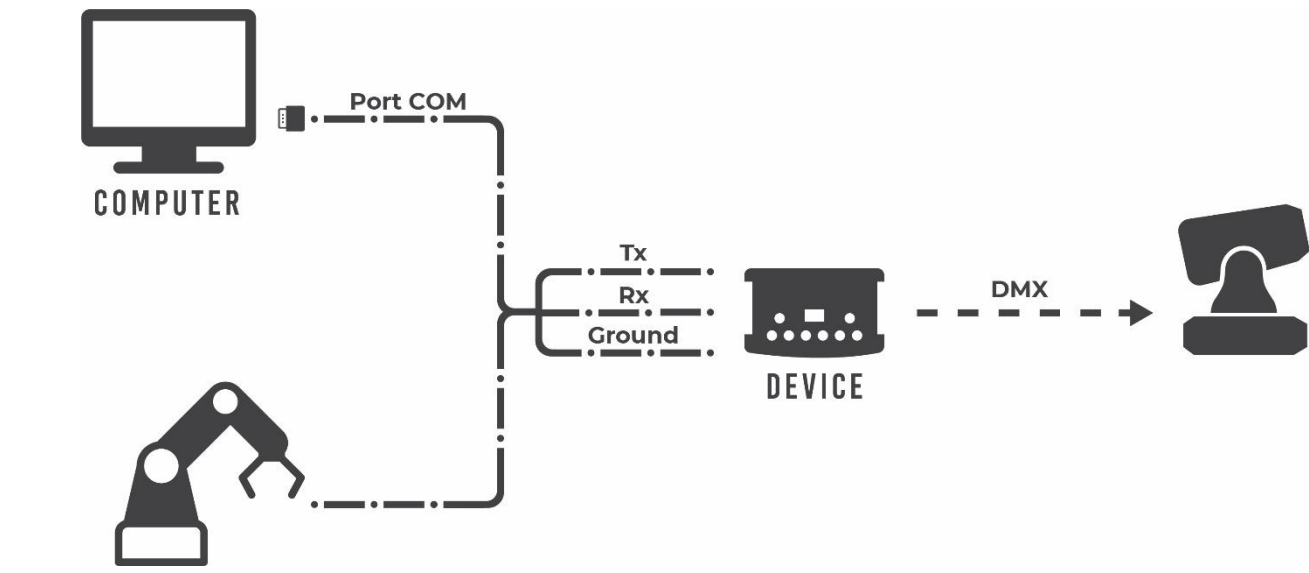 Port COM
COMPUTER
Tx
Rx
Ground
DMX
DEVICE